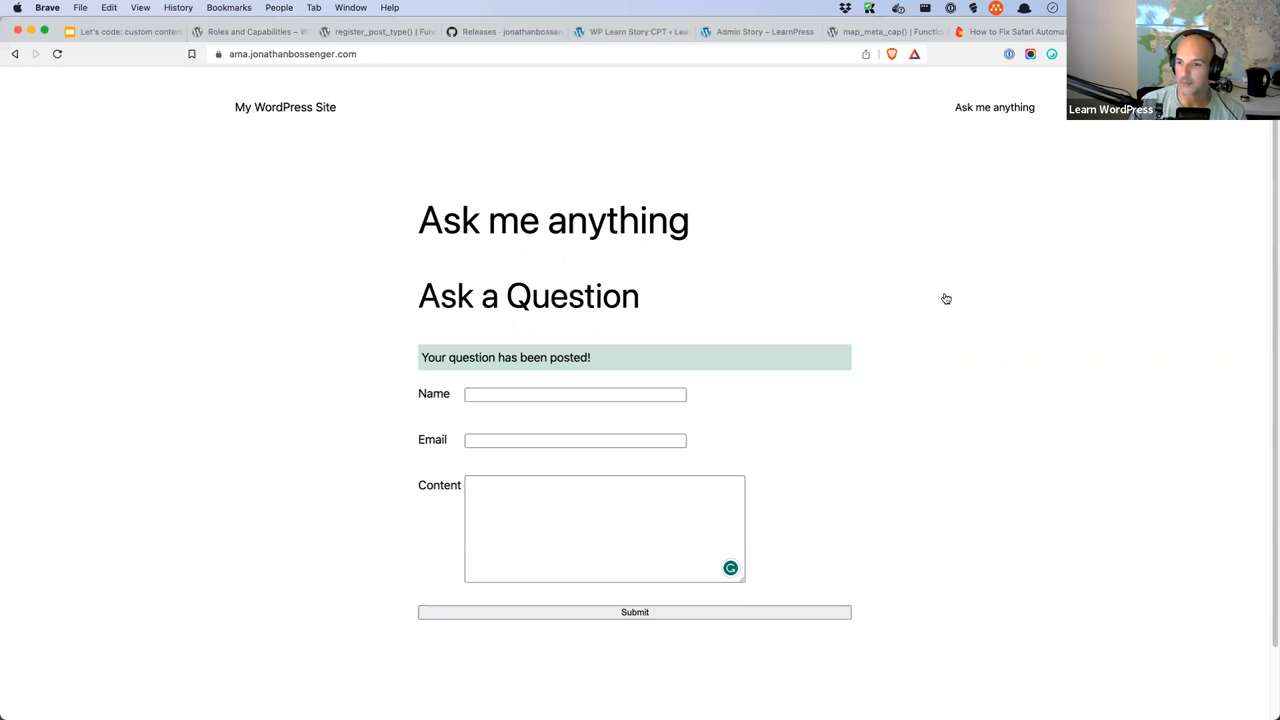 Brave File Edit View History Bookmarks People Tab Window Help
Let's code: custom content
Roles and Capabilities – W
register_post_type() | Func
Releases · jonathanbosseng
WP Learn Story CPT ‹ Lea
Admin Story – LearnPress
map_meta_cap() | Functio
How to Fix Safari Automa
ama.jonathanbossenger.com
Learn WordPress
My WordPress Site
Ask me anything
Ask me anything
Ask a Question
Your question has been posted!
Name
Email
Content
Submit